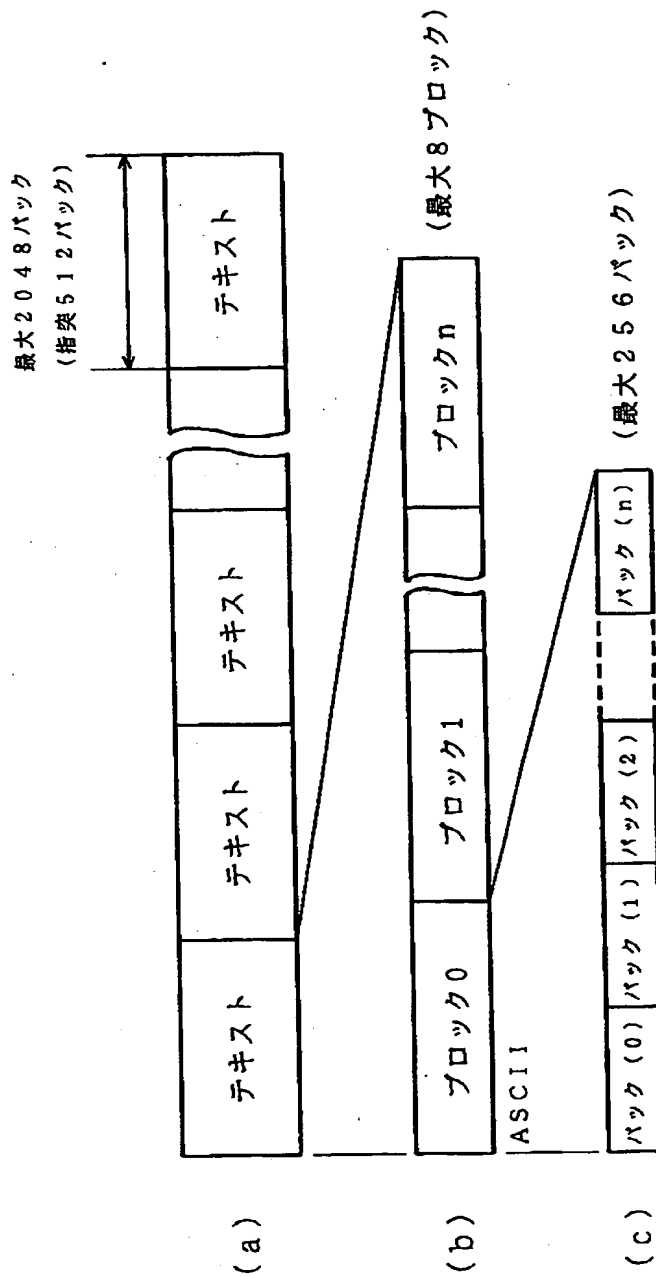 最大2048パック
(指突512パック)
(a)
テキスト
テキスト
テキスト
テキスト
(b)
ブロック0
ブロック1
ブロックn
(最大8ブロック)
ASCII
(c)
パック(0)
パック(1)
パック(2)
パック(n)
(最大256パック)